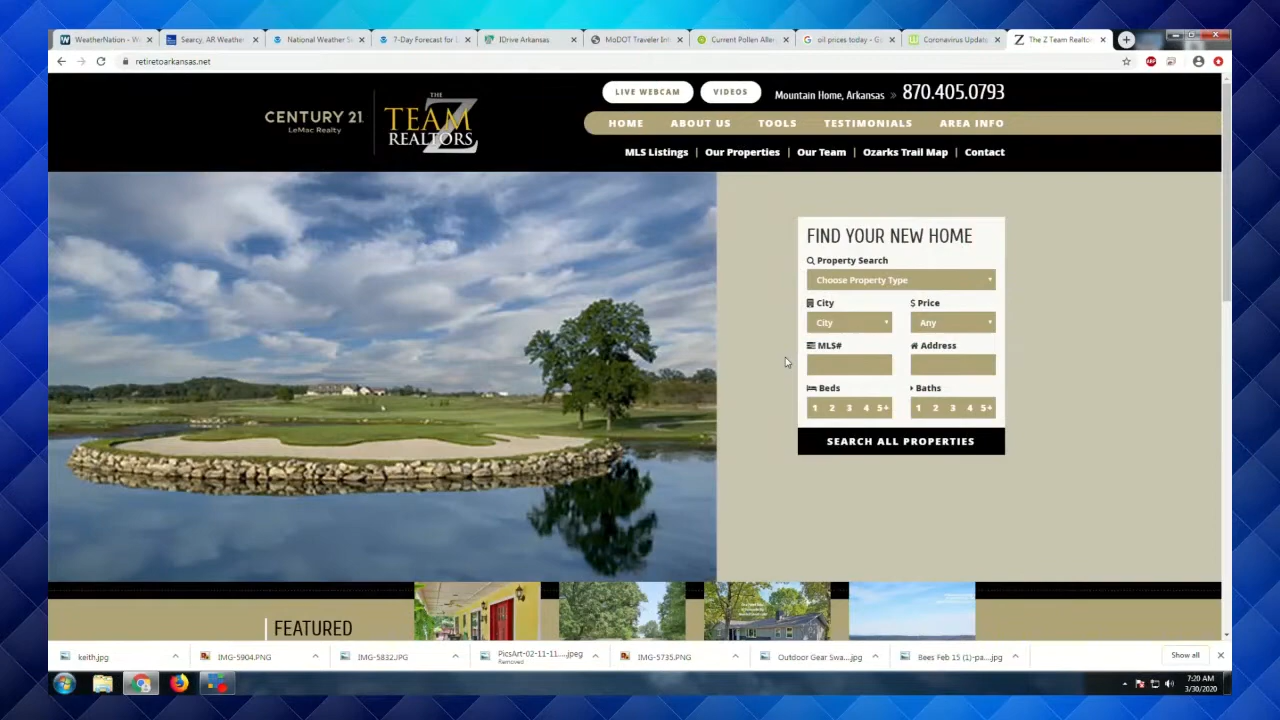 WeatherNation - W
Searcy, AR Weathe
National Weather Se
7-Day Forecast for L
IDrive Arkansas
MoDOT Traveler Inf
Current Pollen Aller
oil prices today - G
Coronavirus Updat
The Z Team Realto
retiretoarkansas.net
ABP
LIVE WEBCAM
VIDEOS
Mountain Home, Arkansas » 870.405.0793
CENTURY 21.
LeMac Realty
THE
TEAM
Z
REALTORS
HOME ABOUT US TOOLS TESTIMONIALS AREA INFO
MLS Listings | Our Properties | Our Team | Ozarks Trail Map | Contact
FIND YOUR NEW HOME
Property Search
Choose Property Type
City
$ Price
City
Any
MLS#
Address
Beds
Baths
1 2 3 4 5+
1 2 3 4 5+
SEARCH ALL PROPERTIES
FEATURED
keith.jpg
IMG-5904.PNG
IMG-5832.JPG
PicsArt-02-11-11....jpeg
Removed
IMG-5735.PNG
Outdoor Gear Swa....jpg
Bees Feb 15 (1)-pa....jpg
Show all
7:20 AM
3/30/2020